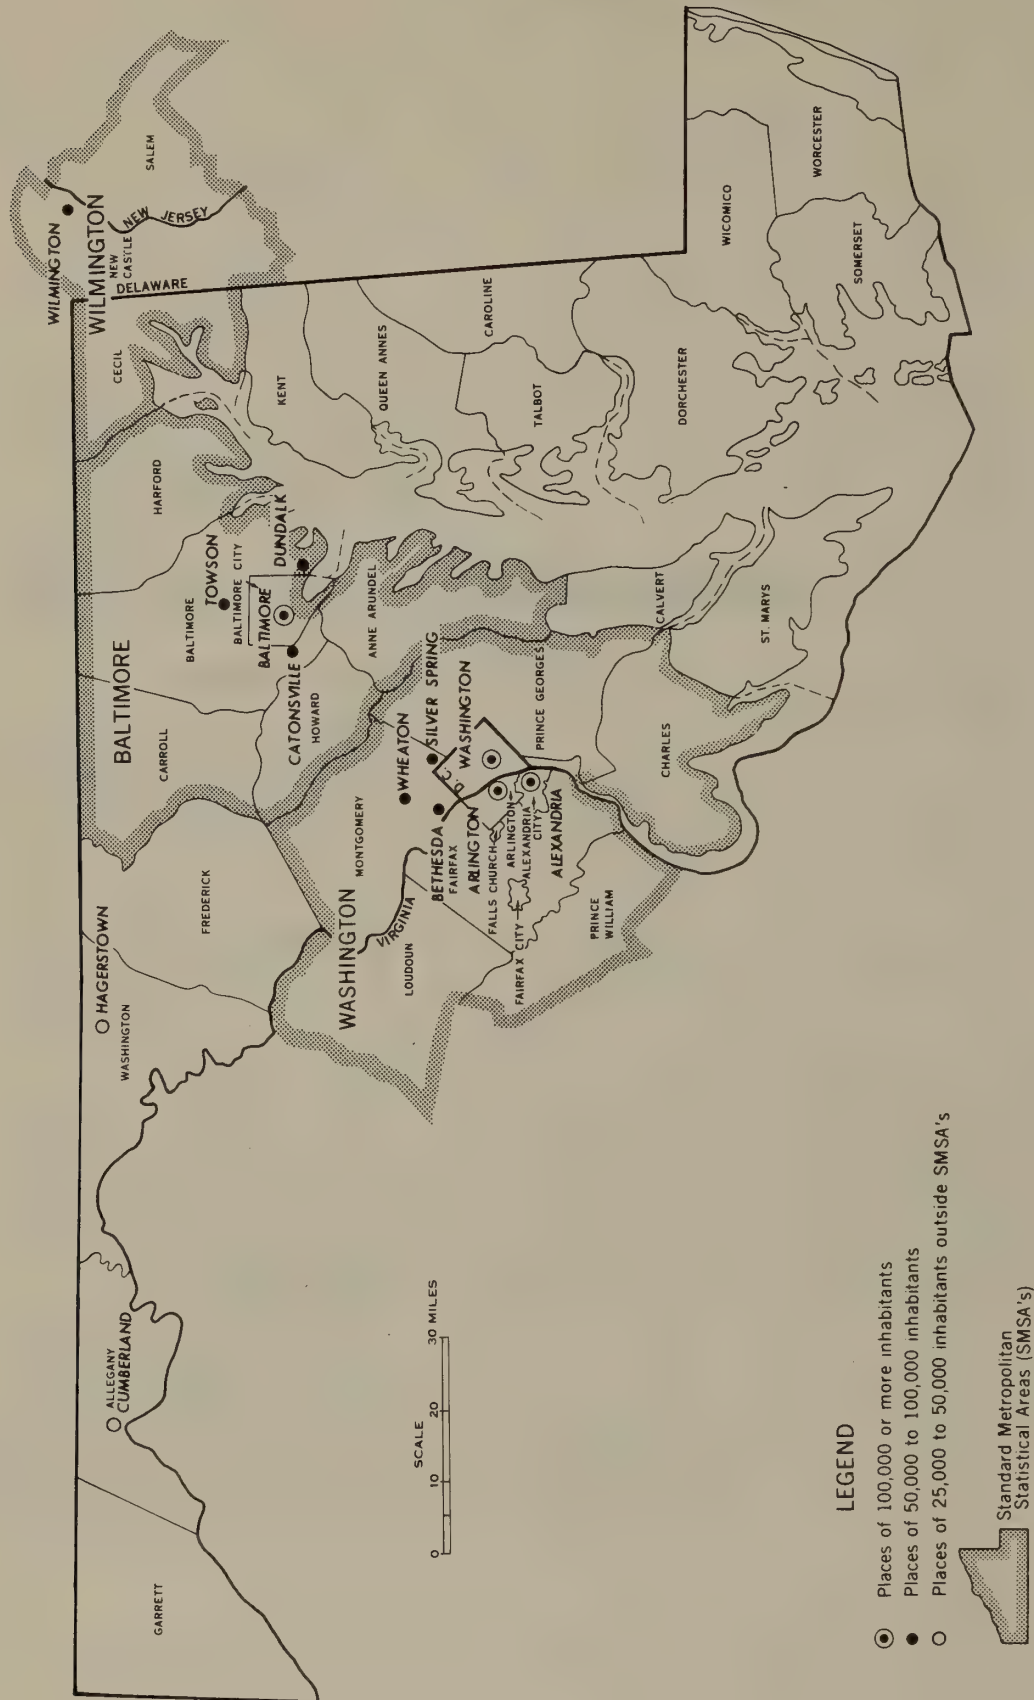 GARRETT
ALLEGANY
CUMBERLAND
HAGERSTOWN
WASHINGTON
FREDERICK
CARROLL
BALTIMORE
BALTIMORE
TOWSON
BALTIMORE CITY
BALTIMORE
CATONSVILLE
HOWARD
DUNDALK
HARFORD
CECIL
WILMINGTON
WILMINGTON
NEW
CASTLE
NEW JERSEY
DELAWARE
SALEM
KENT
QUEEN ANNES
CAROLINE
TALBOT
DORCHESTER
WICOMICO
WORCESTER
SOMERSET
ANNE ARUNDEL
CALVERT
ST. MARYS
CHARLES
PRINCE GEORGES
MONTGOMERY
WHEATON
SILVER SPRING
WASHINGTON
D.C.
BETHESDA
FAIRFAX
ARLINGTON
FALLS CHURCH
ARLINGTON
ALEXANDRIA
CITY
ALEXANDRIA
WASHINGTON
VIRGINIA
LOUDOUN
FAIRFAX CITY
PRINCE
WILLIAM
SCALE
0 10 20 30 MILES
LEGEND
Places of 100,000 or more inhabitants
Places of 50,000 to 100,000 inhabitants
Places of 25,000 to 50,000 inhabitants outside SMSA's
Standard Metropolitan
Statistical Areas (SMSA's)